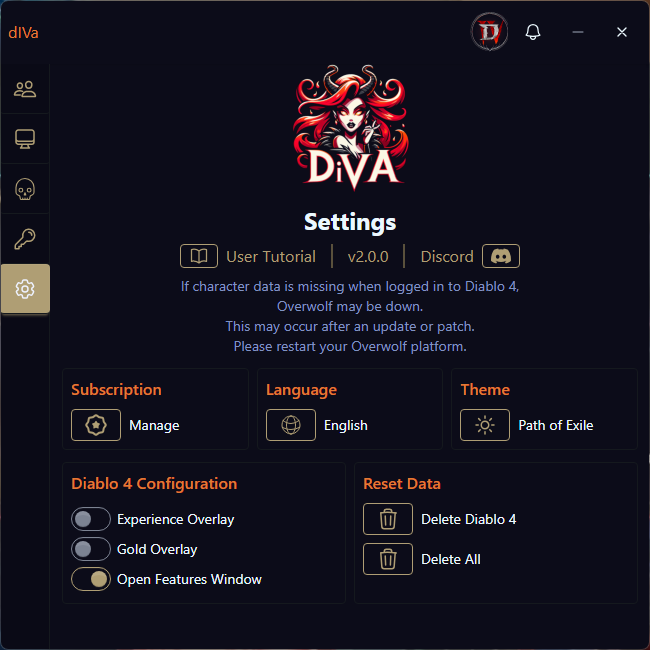 dIVa
DiVA
Settings
User Tutorial
v2.0.0
Discord
If character data is missing when logged in to Diablo 4,
Overwolf may be down.
This may occur after an update or patch.
Please restart your Overwolf platform.
Subscription
Manage
Language
English
Theme
Path of Exile
Diablo 4 Configuration
Experience Overlay
Gold Overlay
Open Features Window
Reset Data
Delete Diablo 4
Delete All